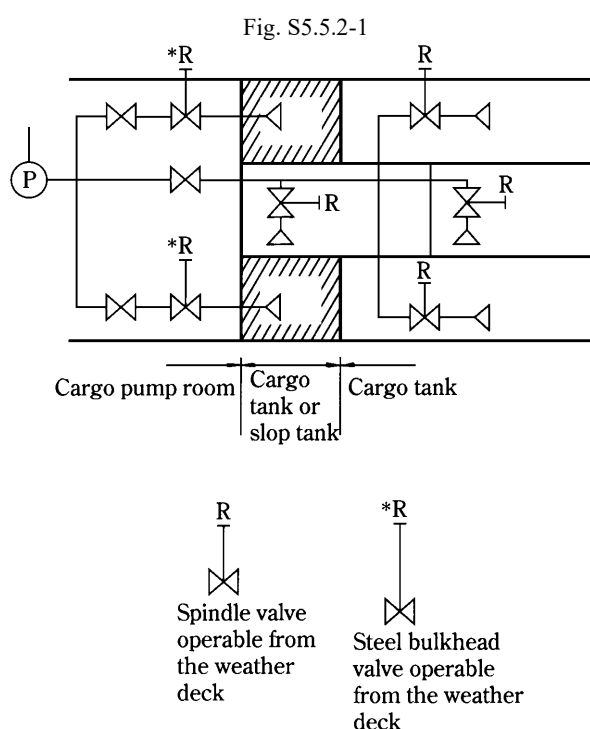 Fig. S5.5.2-1
*R
R
P
R
R
*R
R
Cargo pump room
Cargo
tank or
slop tank
Cargo tank
R
Spindle valve
operable from
the weather
deck
*R
Steel bulkhead
valve operable
from the weather
deck